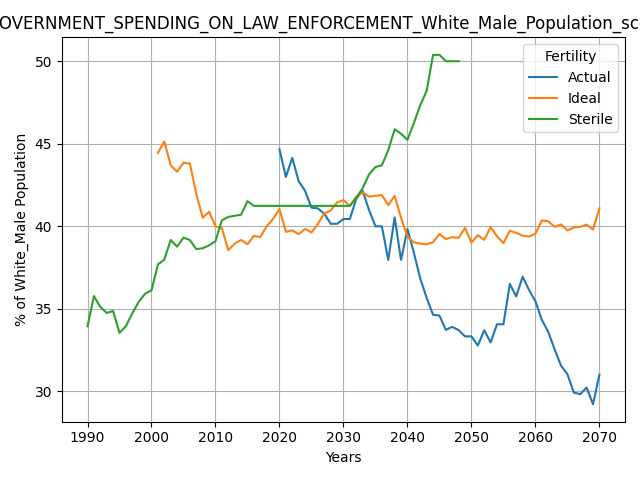 OVERNMENT_SPENDING_ON_LAW_ENFORCEMENT_White_Male_Population_sc
Fertility
Actual
Ideal
Sterile
% of White_Male Population
50
45
40
35
30
1990 2000 2010 2020 2030 2040 2050 2060 2070
Years